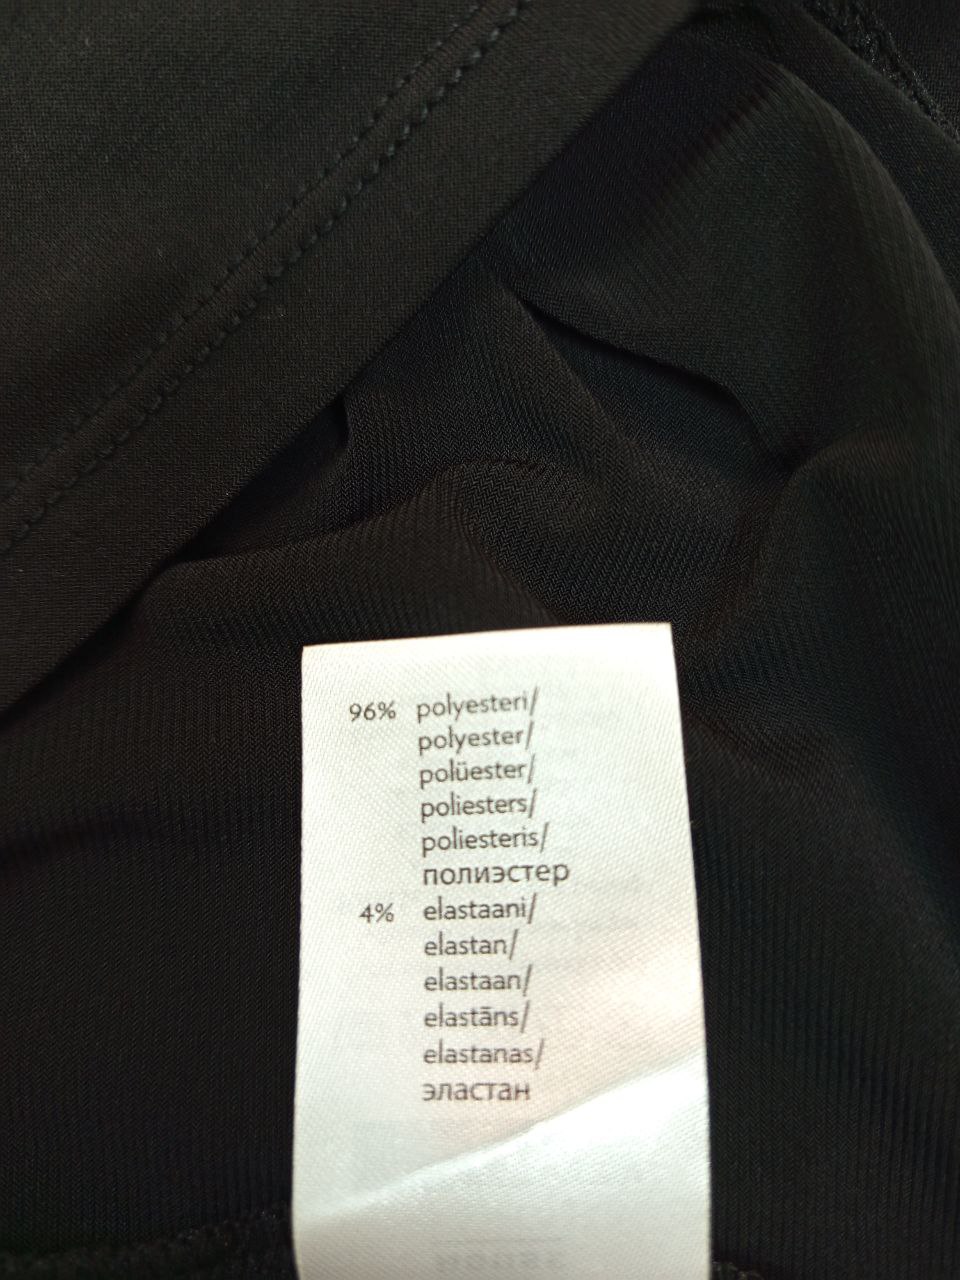 96% polyesteri/
polyester/
polüester/
poliesters/
poliesteris/
полиэстер
4% elastaani/
elastan/
elastaan/
elastāns/
elastanas/
эластан